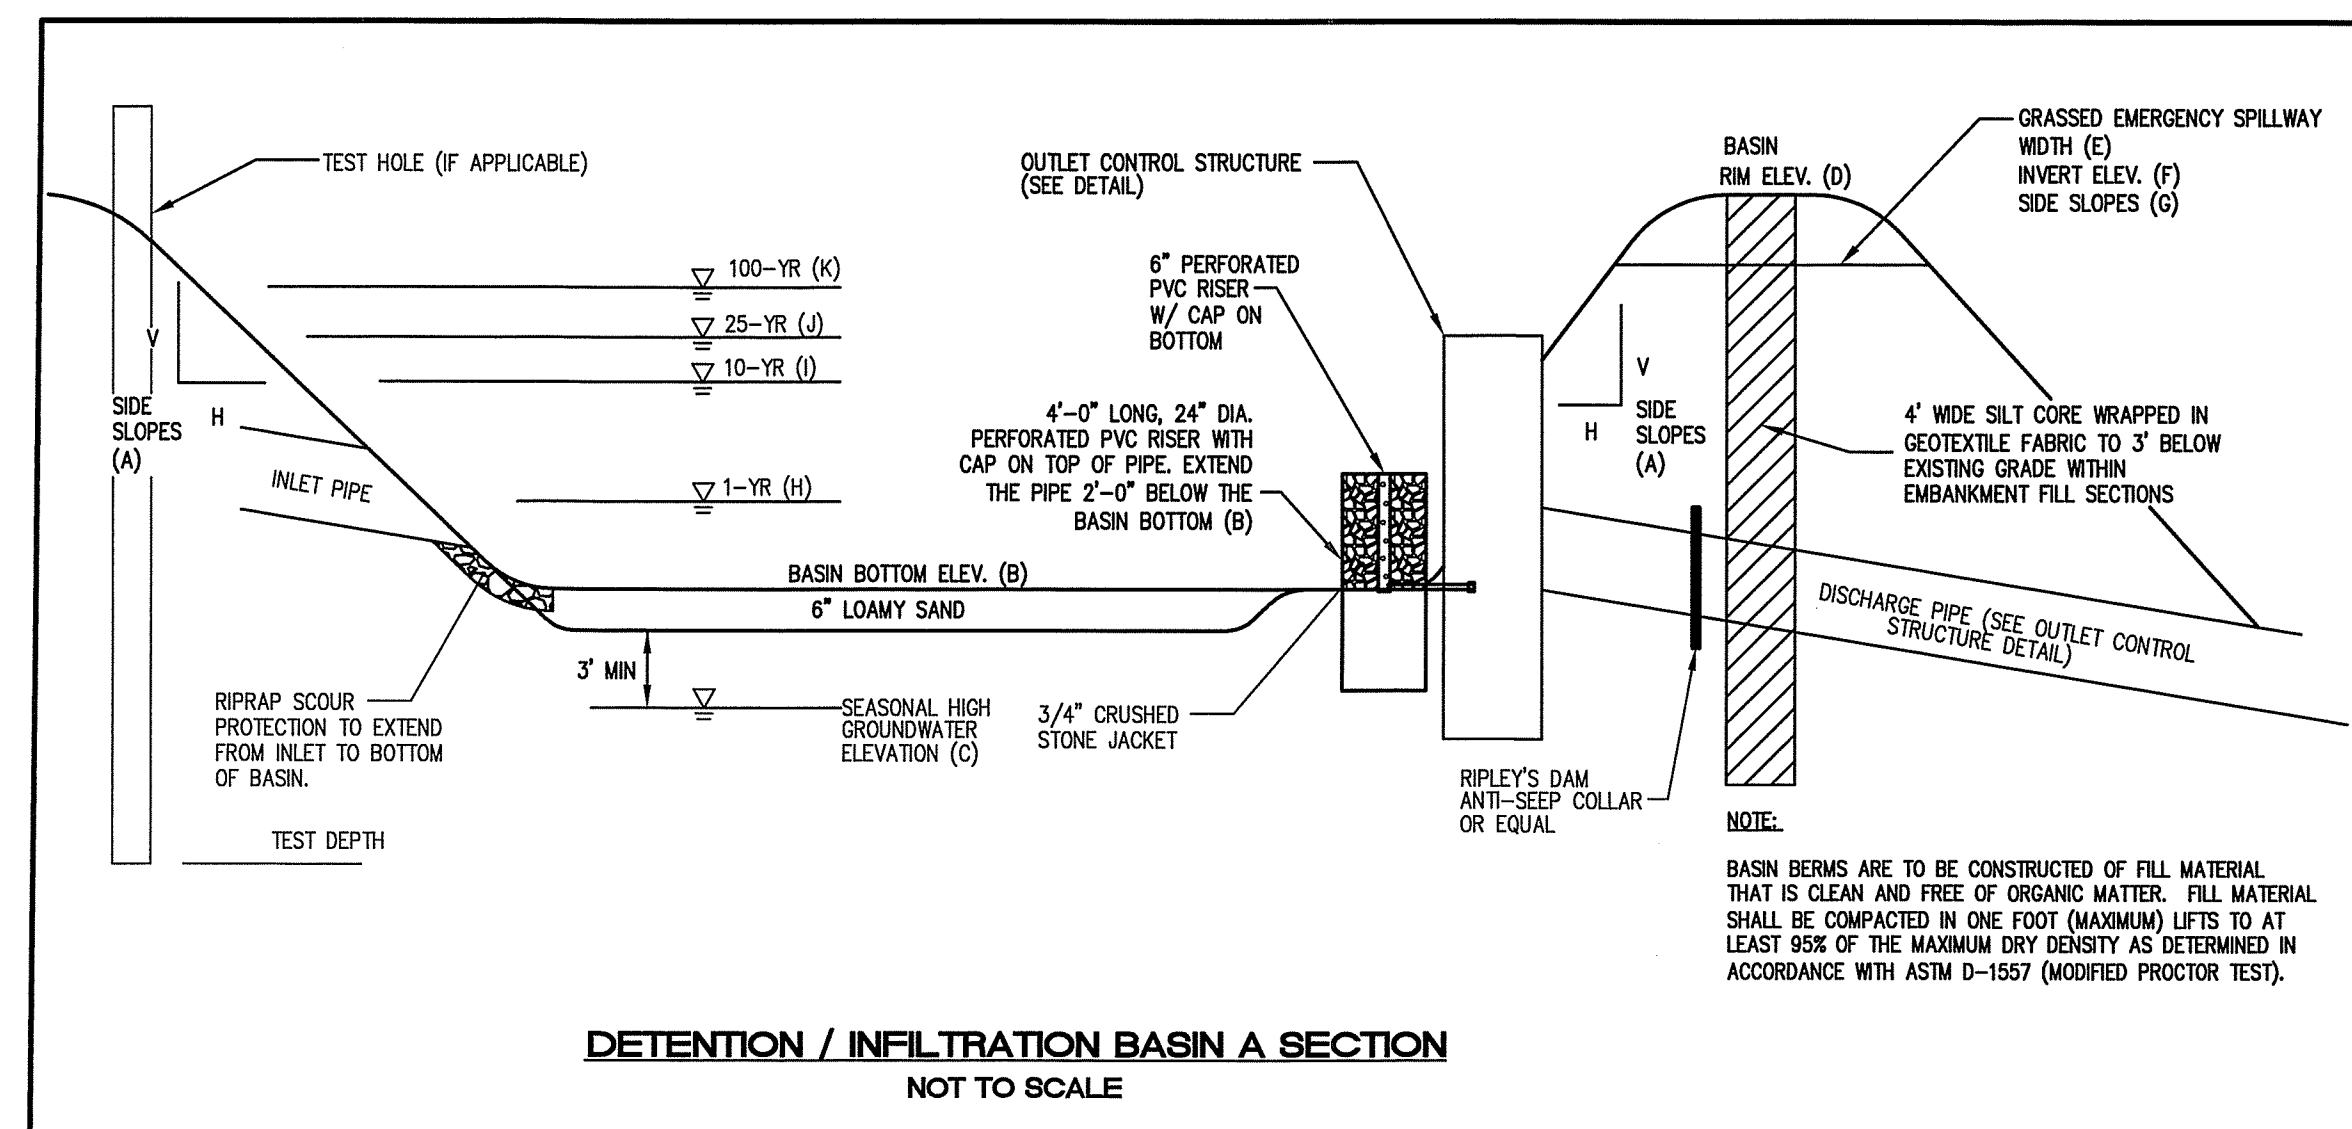 TEST HOLE (IF APPLICABLE)
OUTLET CONTROL STRUCTURE
(SEE DETAIL)
BASIN
RIM ELEV. (D)
GRASSED EMERGENCY SPILLWAY
WIDTH (E)
INVERT ELEV. (F)
SIDE SLOPES (G)
100-YR (K)
25-YR (J)
10-YR (I)
1-YR (H)
6" PERFORATED
PVC RISER
W/ CAP ON
BOTTOM
V
H
SIDE
SLOPES
(A)
INLET PIPE
4'-0" LONG, 24" DIA.
PERFORATED PVC RISER WITH
CAP ON TOP OF PIPE. EXTEND
THE PIPE 2'-0" BELOW THE
BASIN BOTTOM (B)
V
H
SIDE
SLOPES
(A)
4' WIDE SILT CORE WRAPPED IN
GEOTEXTILE FABRIC TO 3' BELOW
EXISTING GRADE WITHIN
EMBANKMENT FILL SECTIONS
BASIN BOTTOM ELEV. (B)
6" LOAMY SAND
3' MIN
DISCHARGE PIPE (SEE OUTLET CONTROL
STRUCTURE DETAIL)
RIPRAP SCOUR
PROTECTION TO EXTEND
FROM INLET TO BOTTOM
OF BASIN.
SEASONAL HIGH
GROUNDWATER
ELEVATION (C)
3/4" CRUSHED
STONE JACKET
RIPLEY'S DAM
ANTI-SEEP COLLAR
OR EQUAL
TEST DEPTH
NOTE:
BASIN BERMS ARE TO BE CONSTRUCTED OF FILL MATERIAL
THAT IS CLEAN AND FREE OF ORGANIC MATTER. FILL MATERIAL
SHALL BE COMPACTED IN ONE FOOT (MAXIMUM) LIFTS TO AT
LEAST 95% OF THE MAXIMUM DRY DENSITY AS DETERMINED IN
ACCORDANCE WITH ASTM D-1557 (MODIFIED PROCTOR TEST).
DETENTION / INFILTRATION BASIN A SECTION
NOT TO SCALE